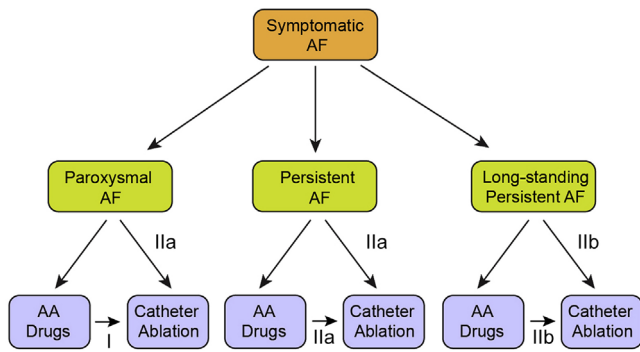 Symptomatic
AF
Paroxysmal
AF
Persistent
AF
Long-standing
Persistent AF
IIa
IIa
IIb
AA
Drugs
I
Catheter
Ablation
AA
Drugs
IIa
Catheter
Ablation
AA
Drugs
IIb
Catheter
Ablation